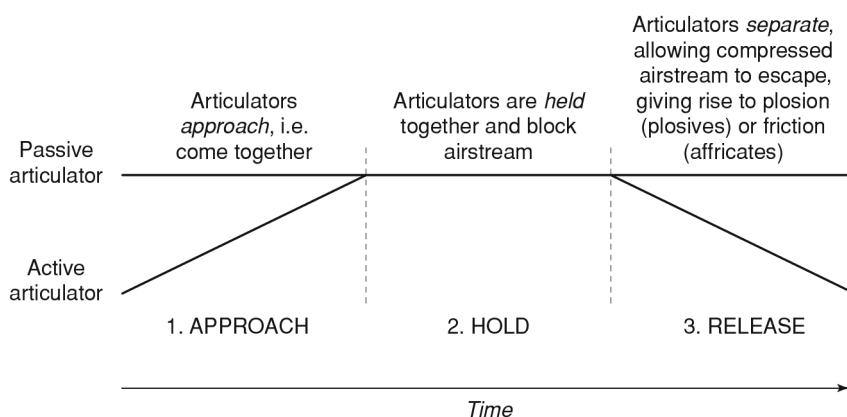 Articulators
approach, i.e.
come together
Articulators are held
together and block
airstream
Articulators separate,
allowing compressed
airstream to escape,
giving rise to plosion
(plosives) or friction
(affricates)
Passive
articulator
Active
articulator
1. APPROACH
2. HOLD
3. RELEASE
Time